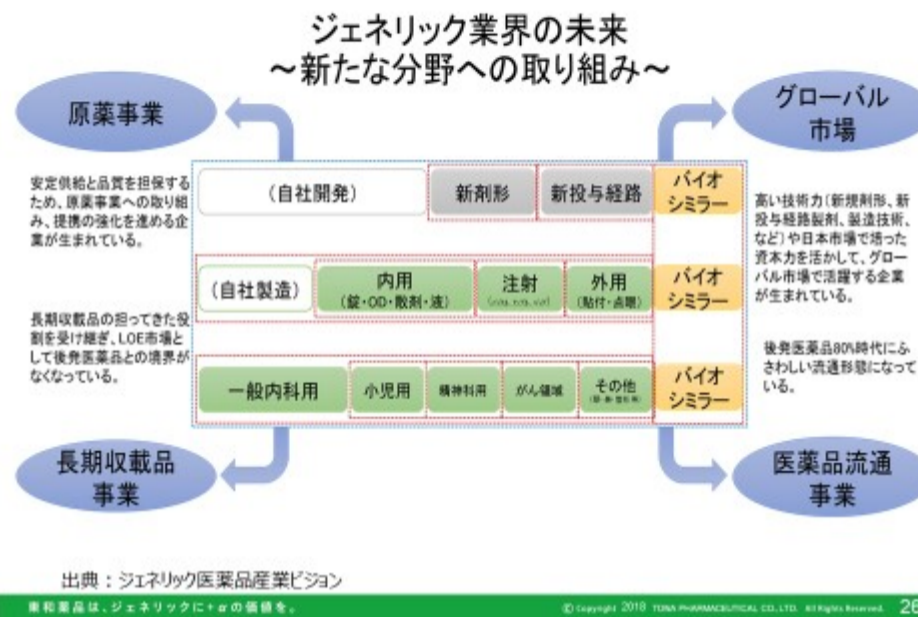 ジェネリック業界の未来
～新たな分野への取り組み～
原薬事業
グローバル
市場
安定供給と品質を担保する
ため、原薬事業への取り組
み、提携の強化を進める企
業が生まれている。
(自社開発)
新剤形
新投与経路
バイオ
シミラー
高い技術力(新規剤形、新
投与経路製剤、製造技術、
など)や日本市場で培った
資本力を活かして、グロー
バル市場で活躍する企業
が生まれている。
(自社製造)
内用
(錠・OD・散剤・液)
注射
外用
(貼付・点眼)
バイオ
シミラー
長期収載品の担ってきた役
割を受け継ぎ、LOE市場と
して後発医薬品との境界が
なくなっている。
後発医薬品80%時代にふ
さわしい流通形態になって
いる。
一般内科用
小児用
精神科用
がん領域
その他
バイオ
シミラー
長期収載品
事業
医薬品流通
事業
出典：ジェネリック医薬品産業ビジョン
東和薬品は、ジェネリックに+αの価値を。
© Copyright 2018 TOWA PHARMACEUTICAL CO., LTD. All Rights Reserved.
26